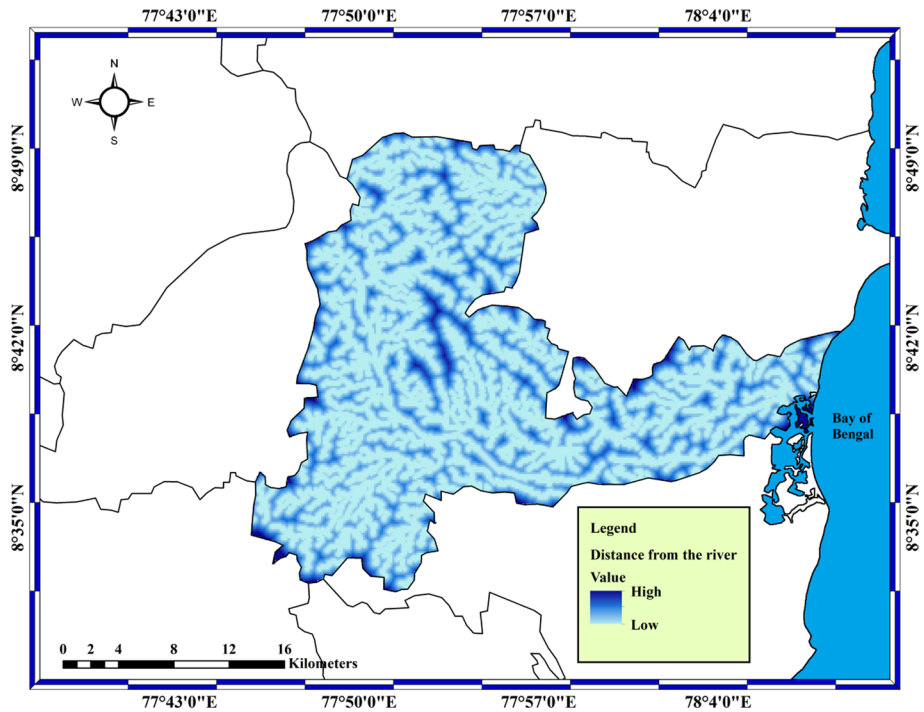 77°43'0"E 77°50'0"E 77°57'0"E 78°4'0"E
N
W E
S
8°49'0"N 8°49'0"N
8°42'0"N 8°42'0"N
Bay of
Bengal
8°35'0"N 8°35'0"N
Legend
Distance from the river
Value
High
Low
0 2 4 8 12 16
Kilometers
77°43'0"E 77°50'0"E 77°57'0"E 78°4'0"E